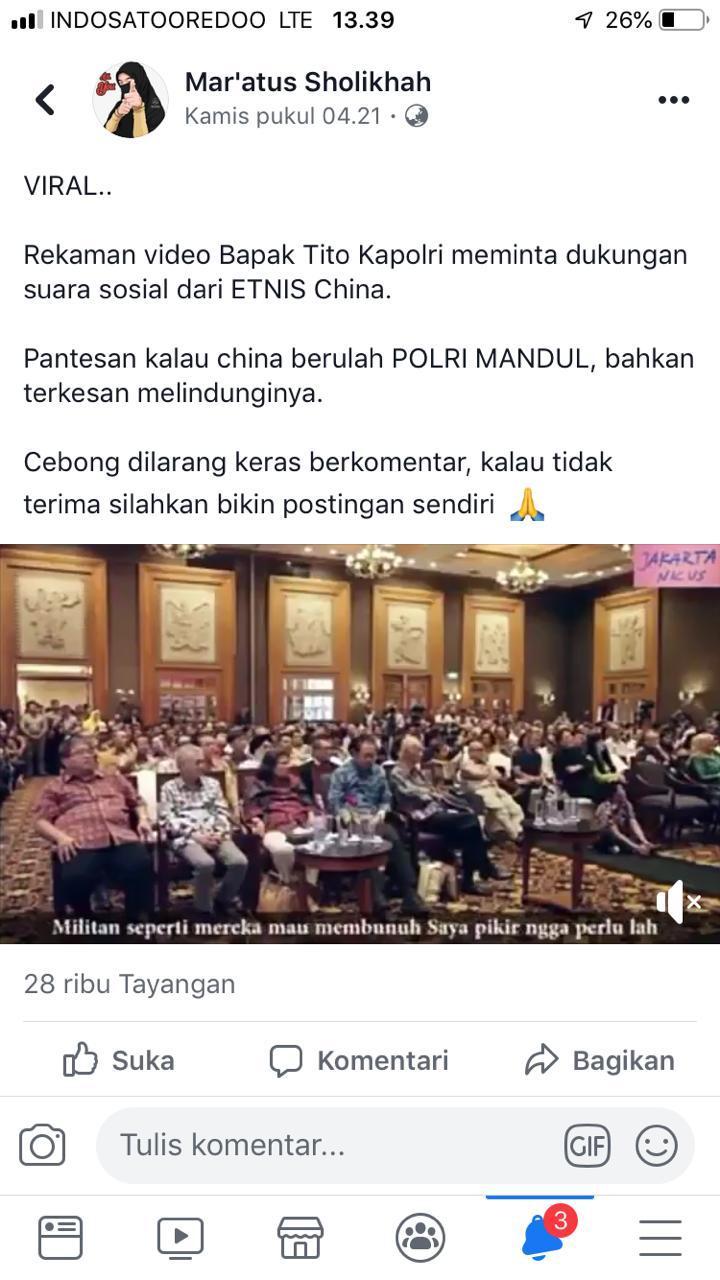 INDOSATOOREDOO LTE 13.39 26%
Mar'atus Sholikhah
Kamis pukul 04.21 ·
VIRAL..
Rekaman video Bapak Tito Kapolri meminta dukungan
suara sosial dari ETNIS China.
Pantesan kalau china berulah POLRI MANDUL, bahkan
terkesan melindunginya.
Cebong dilarang keras berkomentar, kalau tidak
terima silahkan bikin postingan sendiri 🙏
JAKARTA
NICUS
Militan seperti mereka mau membunuh Saya pikir ngga perlu lah
28 ribu Tayangan
Suka Komentari Bagikan
Tulis komentar... GIF
3